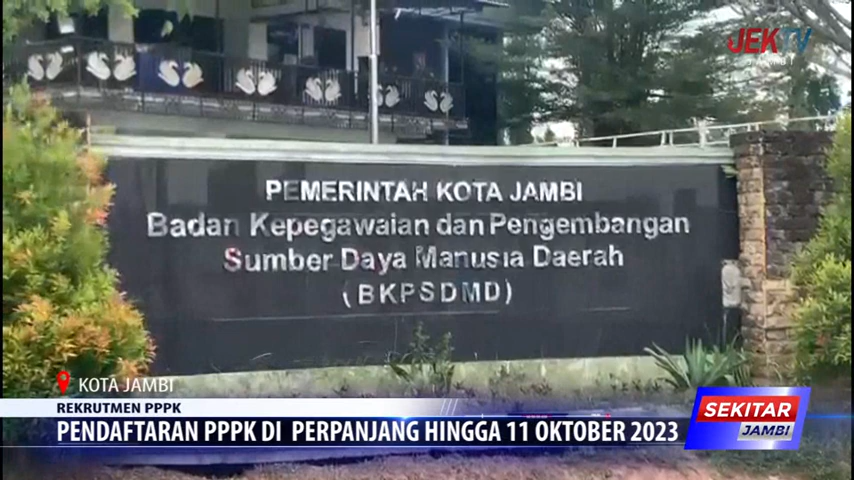 JEKTV
PEMERINTAH KOTA JAMBI
Badan Kepegawaian dan Pengembangan
Sumber Daya Manusia Daerah
(BKPSDMD)
KOTA JAMBI
REKRUTMEN PPPK
PENDAFTARAN PPPK DI PERPANJANG HINGGA 11 OKTOBER 2023
SEKITAR
JAMBI